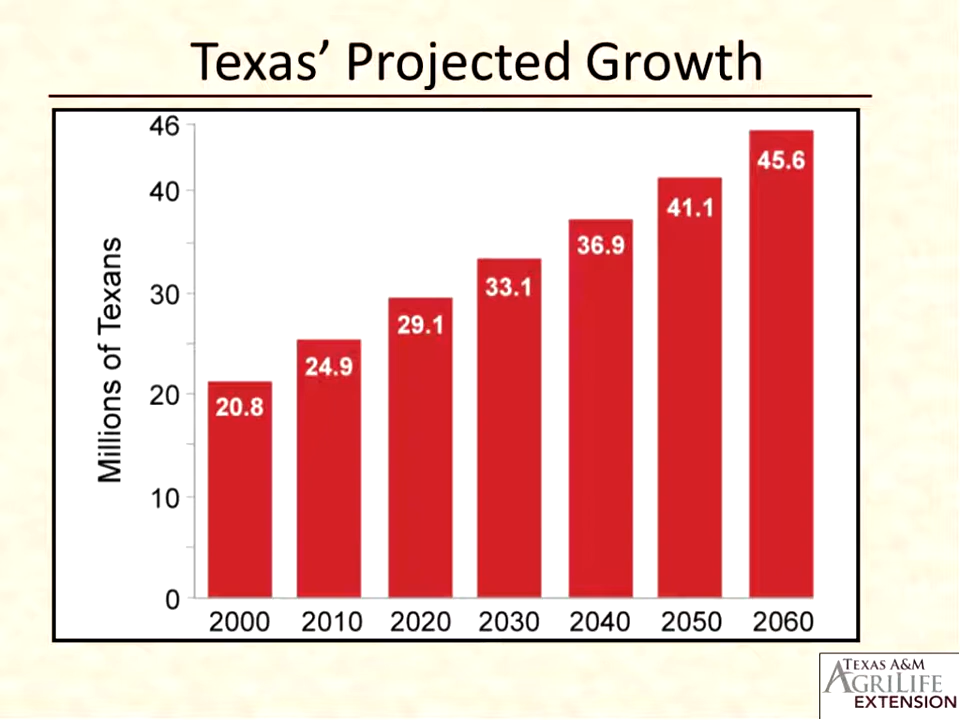 Texas’ Projected Growth
46
40
30
20
10
0
Millions of Texans
20.8
24.9
29.1
33.1
36.9
41.1
45.6
2000 2010 2020 2030 2040 2050 2060
TEXAS A&M
AGRILIFE
EXTENSION